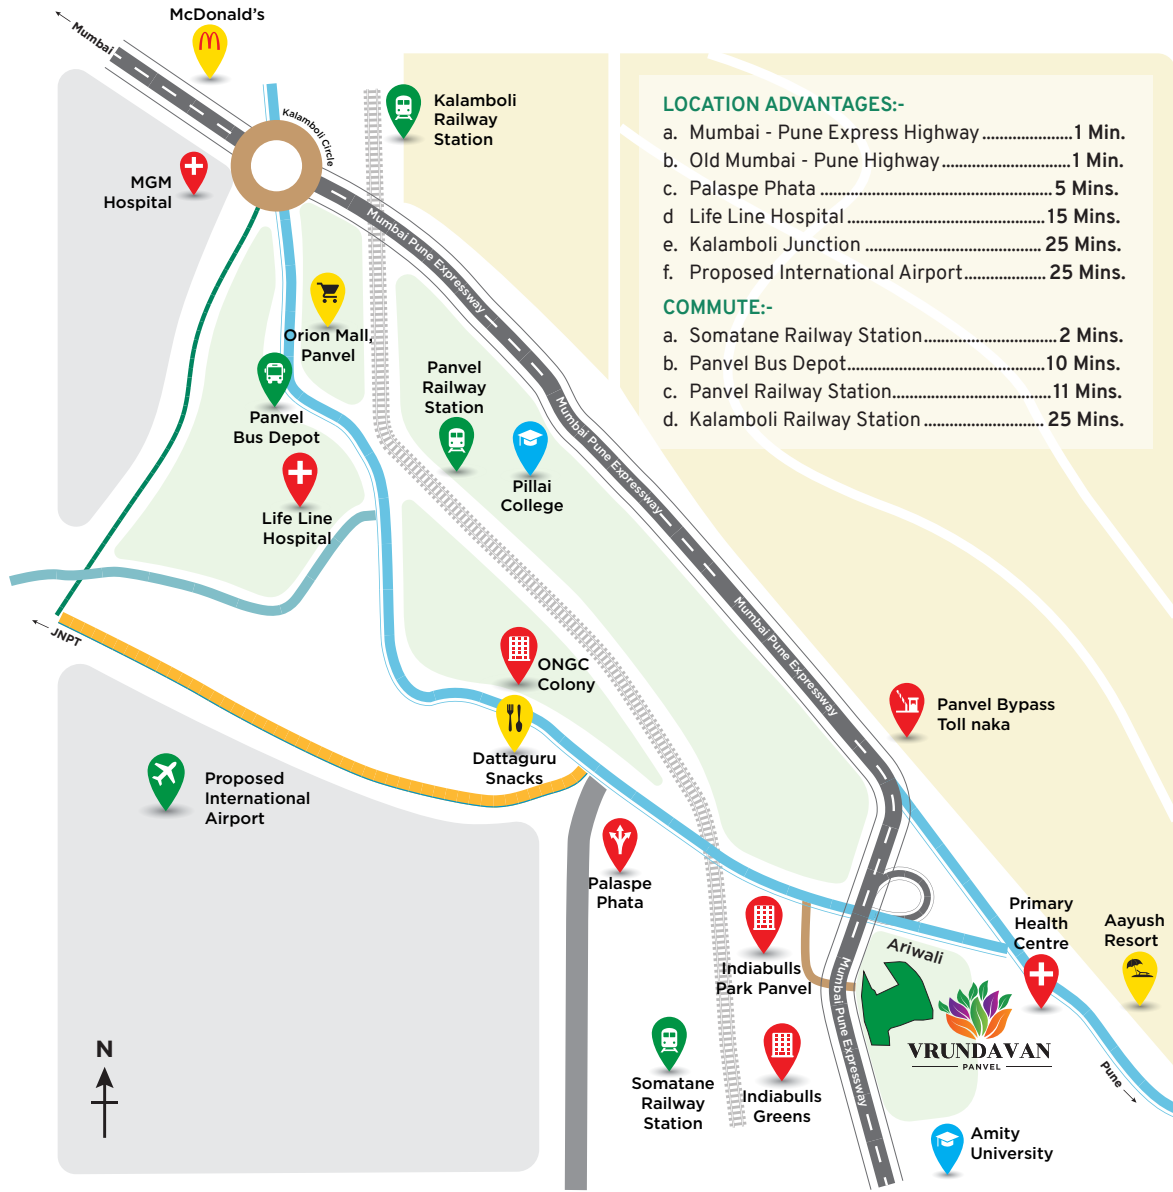 McDonald's
Mumbai
Kalamboli Circle
Kalamboli
Railway
Station
MGM
Hospital
LOCATION ADVANTAGES:-
a. Mumbai - Pune Express Highway ..................... 1 Min.
b. Old Mumbai - Pune Highway .............................. 1 Min.
c. Palaspe Phata ...................................................... 5 Mins.
d Life Line Hospital .............................................. 15 Mins.
e. Kalamboli Junction ......................................... 25 Mins.
f. Proposed International Airport................... 25 Mins.
COMMUTE:-
a. Somatane Railway Station............................... 2 Mins.
b. Panvel Bus Depot.............................................. 10 Mins.
c. Panvel Railway Station..................................... 11 Mins.
d. Kalamboli Railway Station ............................ 25 Mins.
Mumbai Pune Expressway
Orion Mall,
Panvel
Panvel
Railway
Station
Panvel
Bus Depot
Mumbai Pune Expressway
Pillai
College
Life Line
Hospital
Mumbai Pune Expressway
JNPT
ONGC
Colony
Panvel Bypass
Toll naka
Dattaguru
Snacks
Proposed
International
Airport
Palaspe
Phata
Primary
Health
Centre
Aayush
Resort
Ariwali
Indiabulls
Park Panvel
Mumbai Pune Expressway
VRUNDAVAN
PANVEL
N
Pune
Somatane
Railway
Station
Indiabulls
Greens
Amity
University